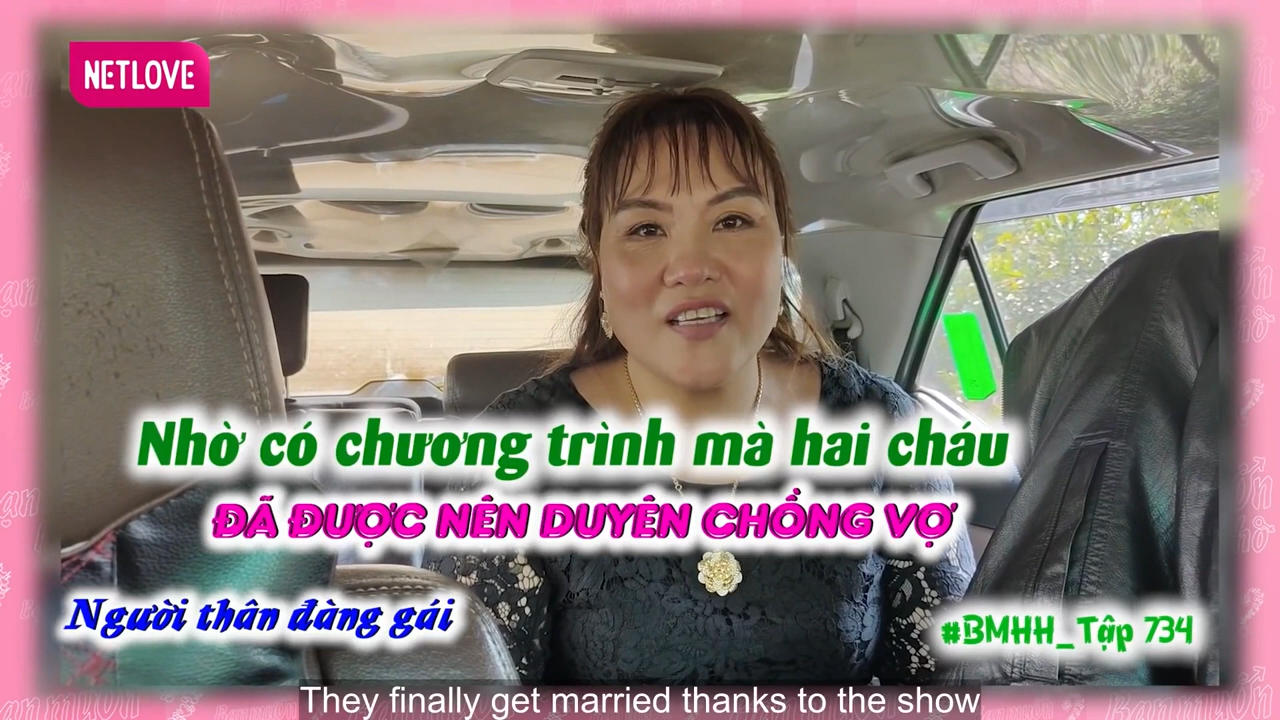 NETLOVE
Nhờ có chương trình mà hai cháu
ĐÃ ĐƯỢC NÊN DUYÊN CHỒNG VỢ
Người thân đàng gái
#BMHH_Tập 734
They finally get married thanks to the show